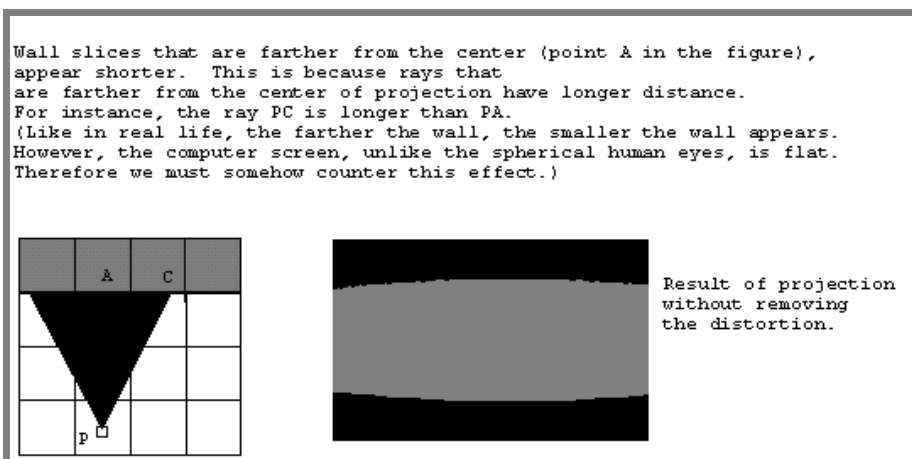 Wall slices that are farther from the center (point A in the figure),
appear shorter.  This is because rays that
are farther from the center of projection have longer distance.
For instance, the ray PC is longer than PA.
(Like in real life, the farther the wall, the smaller the wall appears.
However, the computer screen, unlike the spherical human eyes, is flat.
Therefore we must somehow counter this effect.)
A
C
P
Result of projection
without removing
the distortion.